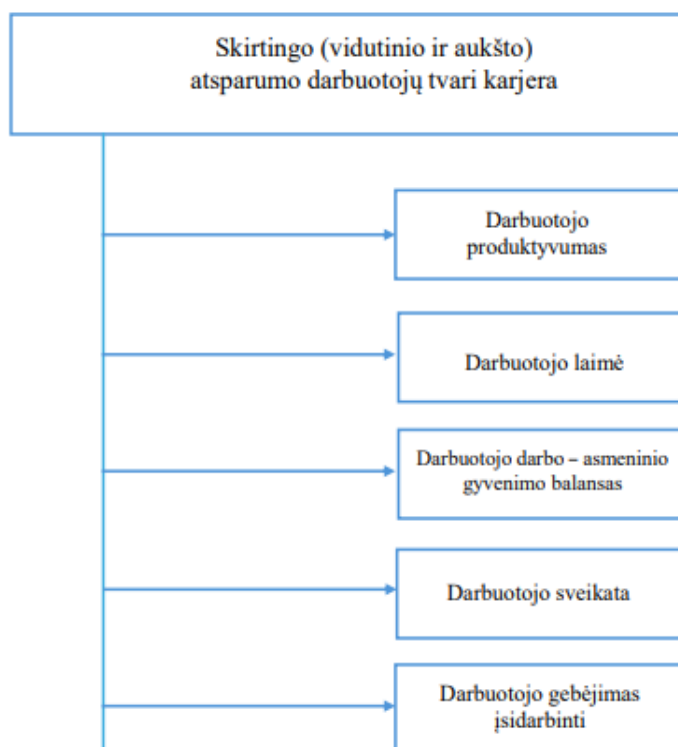 Skirtingo (vidutinio ir aukšto)
atsparumo darbuotojų tvari karjera
Darbuotojo
produktyvumas
Darbuotojo laimė
Darbuotojo darbo – asmeninio
gyvenimo balansas
Darbuotojo sveikata
Darbuotojo gebėjimas
įsidarbinti